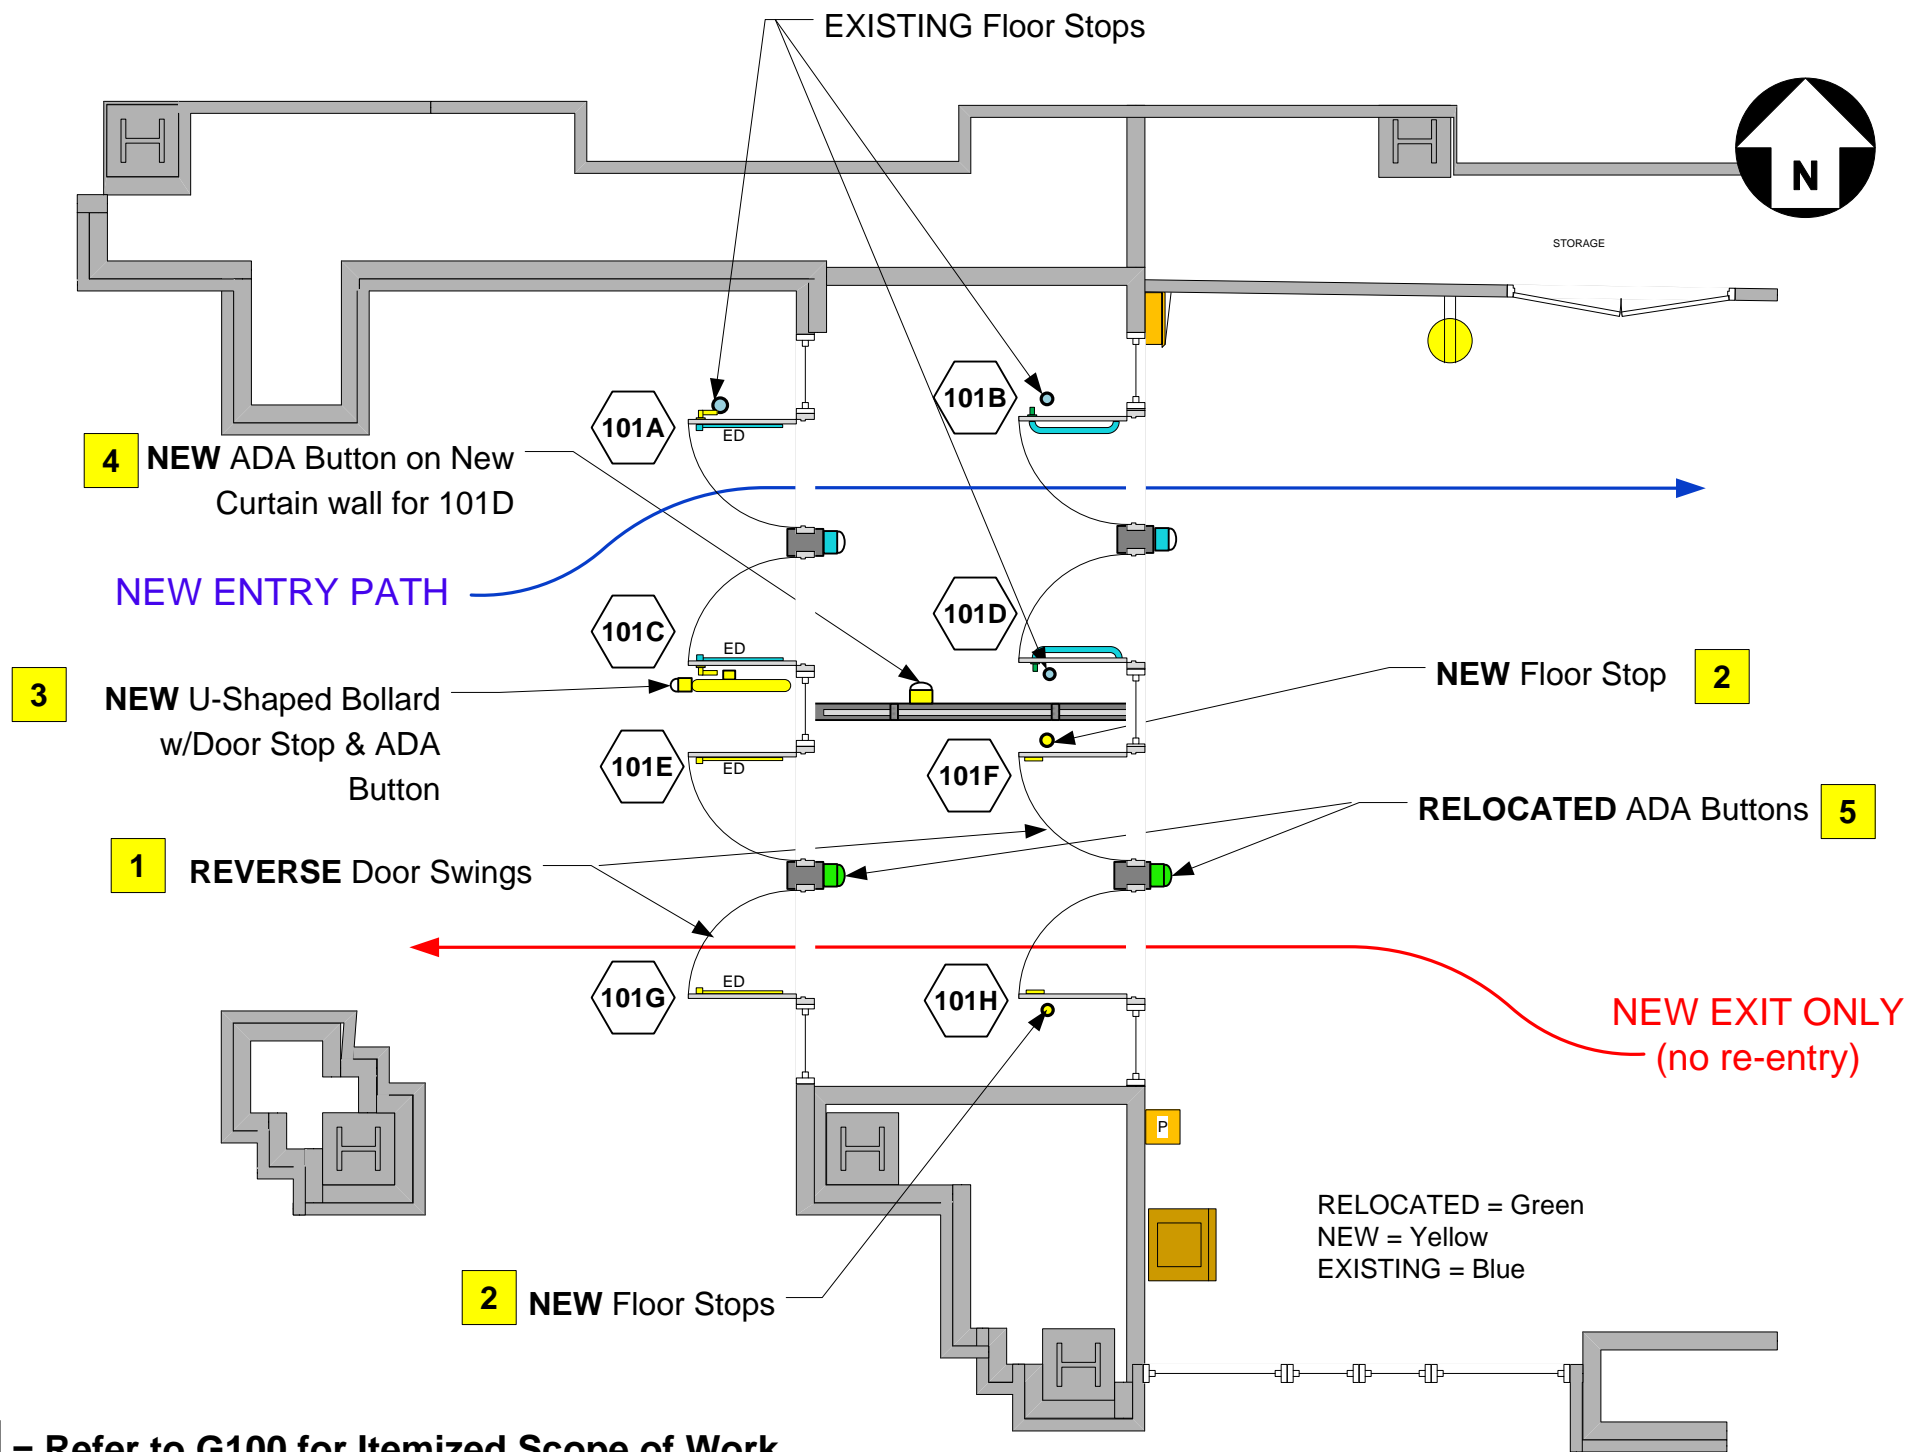 EXISTING Floor Stops
N
STORAGE
101A
ED
101B
4
NEW ADA Button on New
Curtain wall for 101D
NEW ENTRY PATH
101C
ED
101D
3
NEW U-Shaped Bollard
w/Door Stop & ADA
Button
NEW Floor Stop
2
101E
ED
101F
RELOCATED ADA Buttons
5
1
REVERSE Door Swings
101G
ED
101H
NEW EXIT ONLY
(no re-entry)
P
RELOCATED = Green
NEW = Yellow
EXISTING = Blue
2
NEW Floor Stops
= Refer to G100 for Itemized Scope of Work